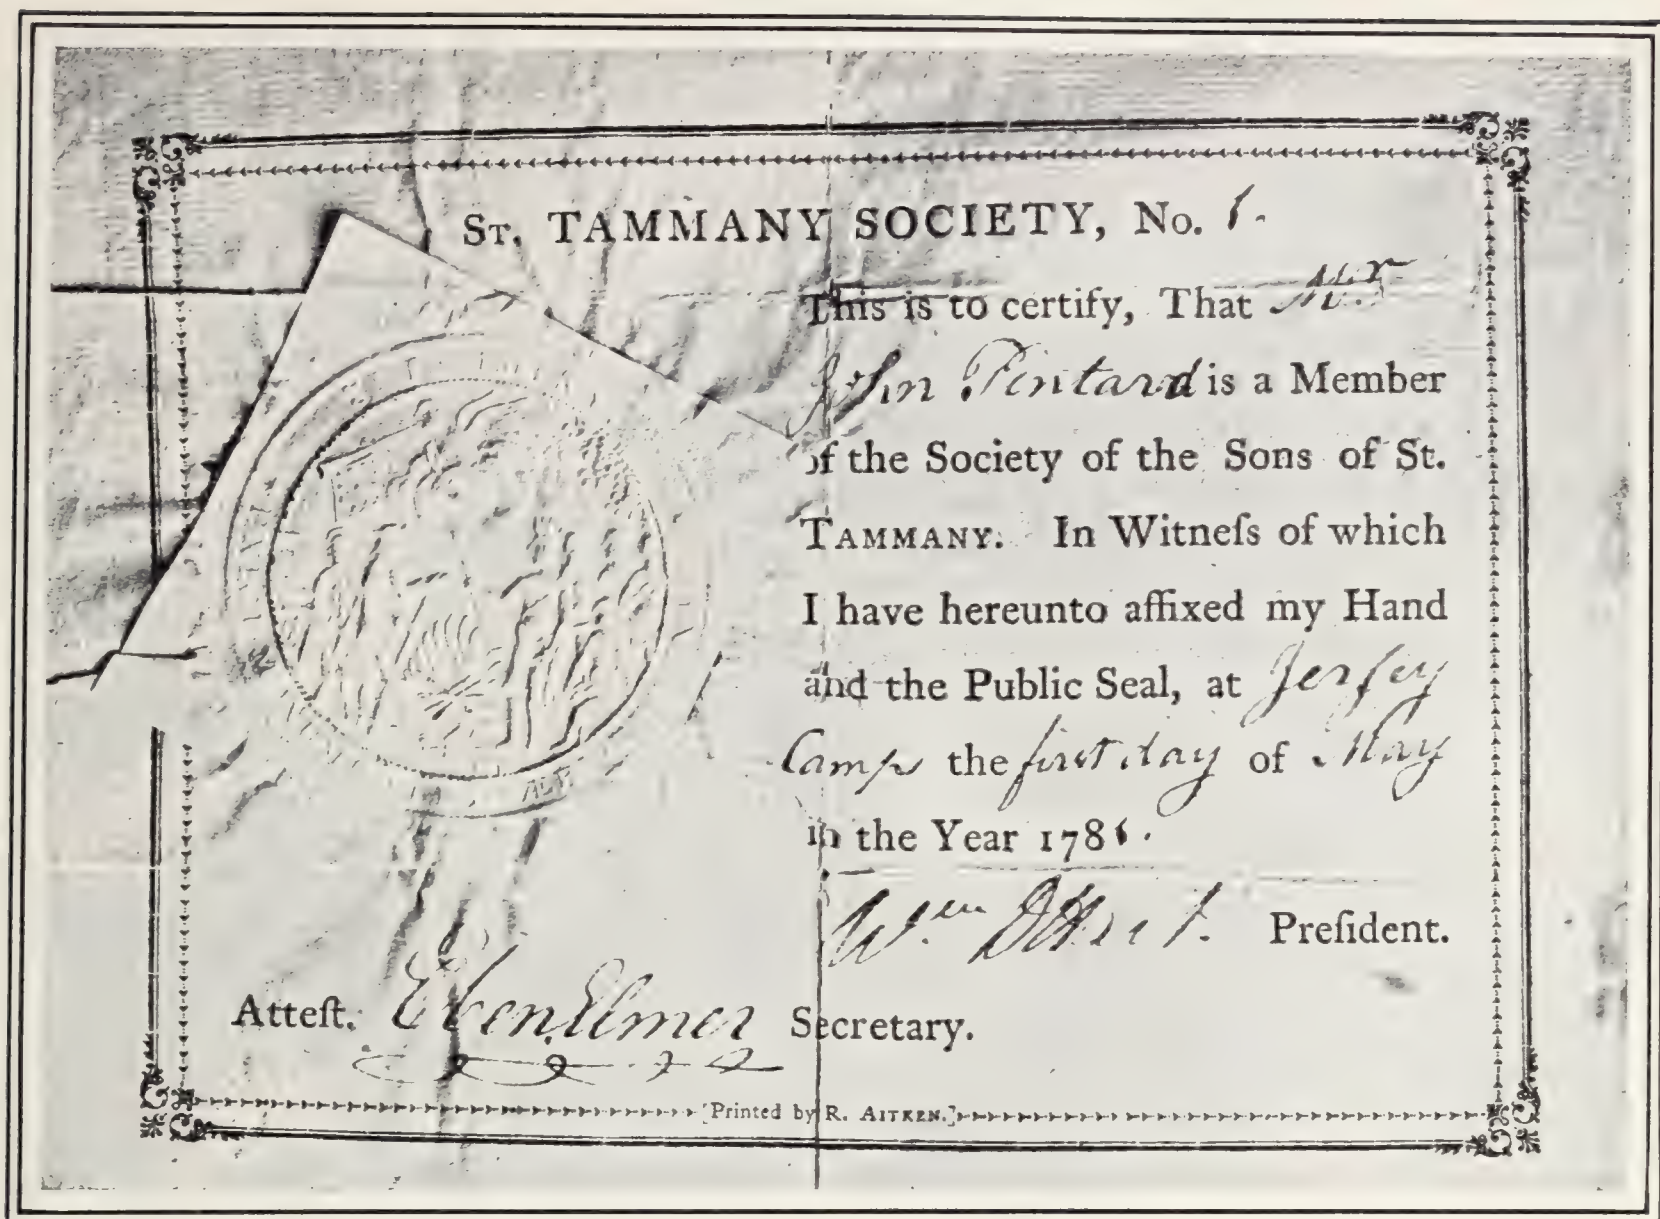 St. TAMMANY SOCIETY, No. 1.
This is to certify, That Mr
John Pintard is a Member
of the Society of the Sons of St.
TAMMANY. In Witneſs of which
I have hereunto affixed my Hand
and the Public Seal, at Jerſey
Camp the first day of May
in the Year 1786.
Wm D Hart. Preſident.
Atteſt. Eben Elmer Secretary.
[Printed by R. AITKEN.]